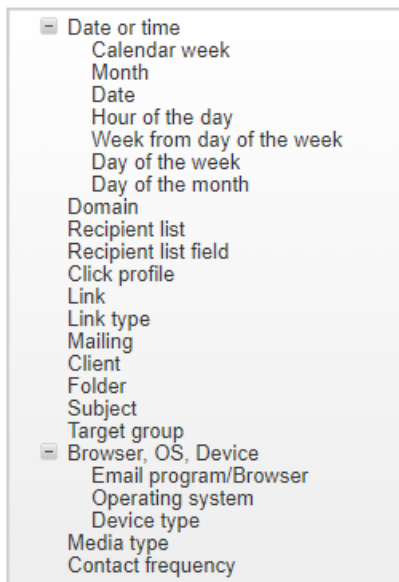 Date or time
Calendar week
Month
Date
Hour of the day
Week from day of the week
Day of the week
Day of the month
Domain
Recipient list
Recipient list field
Click profile
Link
Link type
Mailing
Client
Folder
Subject
Target group
Browser, OS, Device
Email program/Browser
Operating system
Device type
Media type
Contact frequency